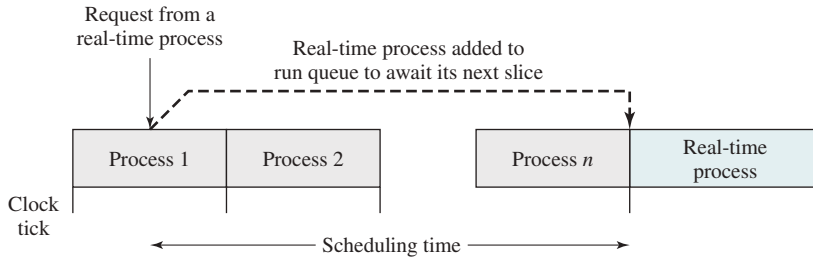 Request from a
real-time process
Real-time process added to
run queue to await its next slice
Process 1
Process 2
Process n
Real-time
process
Clock
tick
Scheduling time